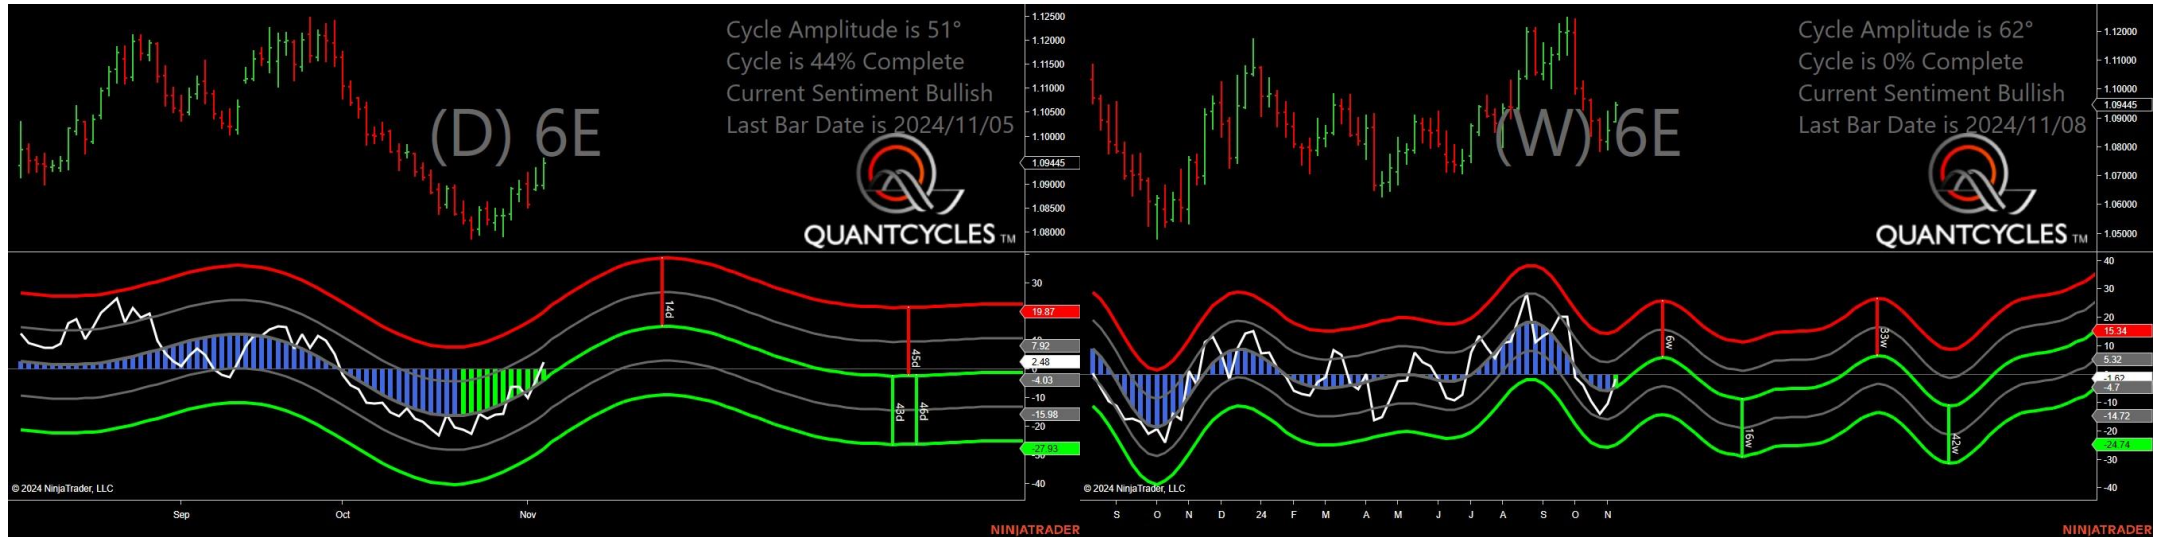 Cycle Amplitude is 51°
Cycle is 44% Complete
Current Sentiment Bullish
Last Bar Date is 2024/11/05
(D) 6E
QUANTCYCLES TM
1.12500
1.12000
1.11500
1.11000
1.10500
1.10000
1.09445
1.09000
1.08500
1.08000
30
19.87
7.92
2.48
-4.03
-10
-15.98
-20
-27.93
-40
14d
45d
43d
46d
© 2024 NinjaTrader, LLC
Sep Oct Nov
NINJATRADER
Cycle Amplitude is 62°
Cycle is 0% Complete
Current Sentiment Bullish
Last Bar Date is 2024/11/08
(W) 6E
QUANTCYCLES TM
1.12000
1.11000
1.10000
1.09445
1.09000
1.08000
1.07000
1.06000
1.05000
40
30
20
15.34
10
5.32
-1.62
-4.7
-10
-14.72
-20
-24.74
-30
-40
6w
33w
16w
42w
© 2024 NinjaTrader, LLC
S O N D 24 F M A M J J A S O N
NINJATRADER